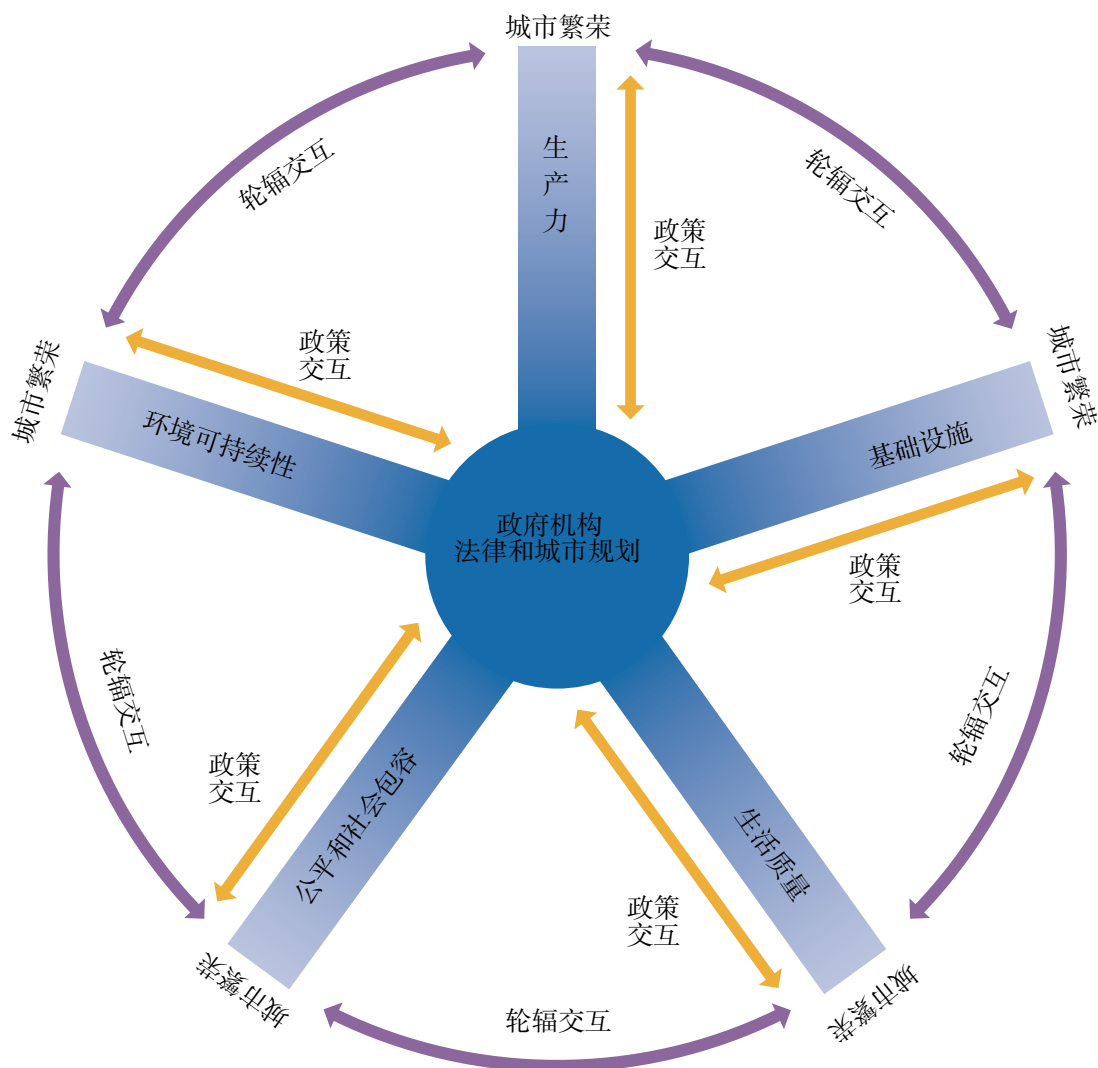 城市繁荣
生产力
轮辐交互
轮辐交互
政策
交互
政策
交互
城市繁荣
城市繁荣
环境可持续性
基础设施
政府机构
法律和城市规划
政策
交互
轮辐交互
轮辐交互
政策
交互
公平和社会包容
生活质量
政策
交互
城市繁荣
城市繁荣
轮辐交互